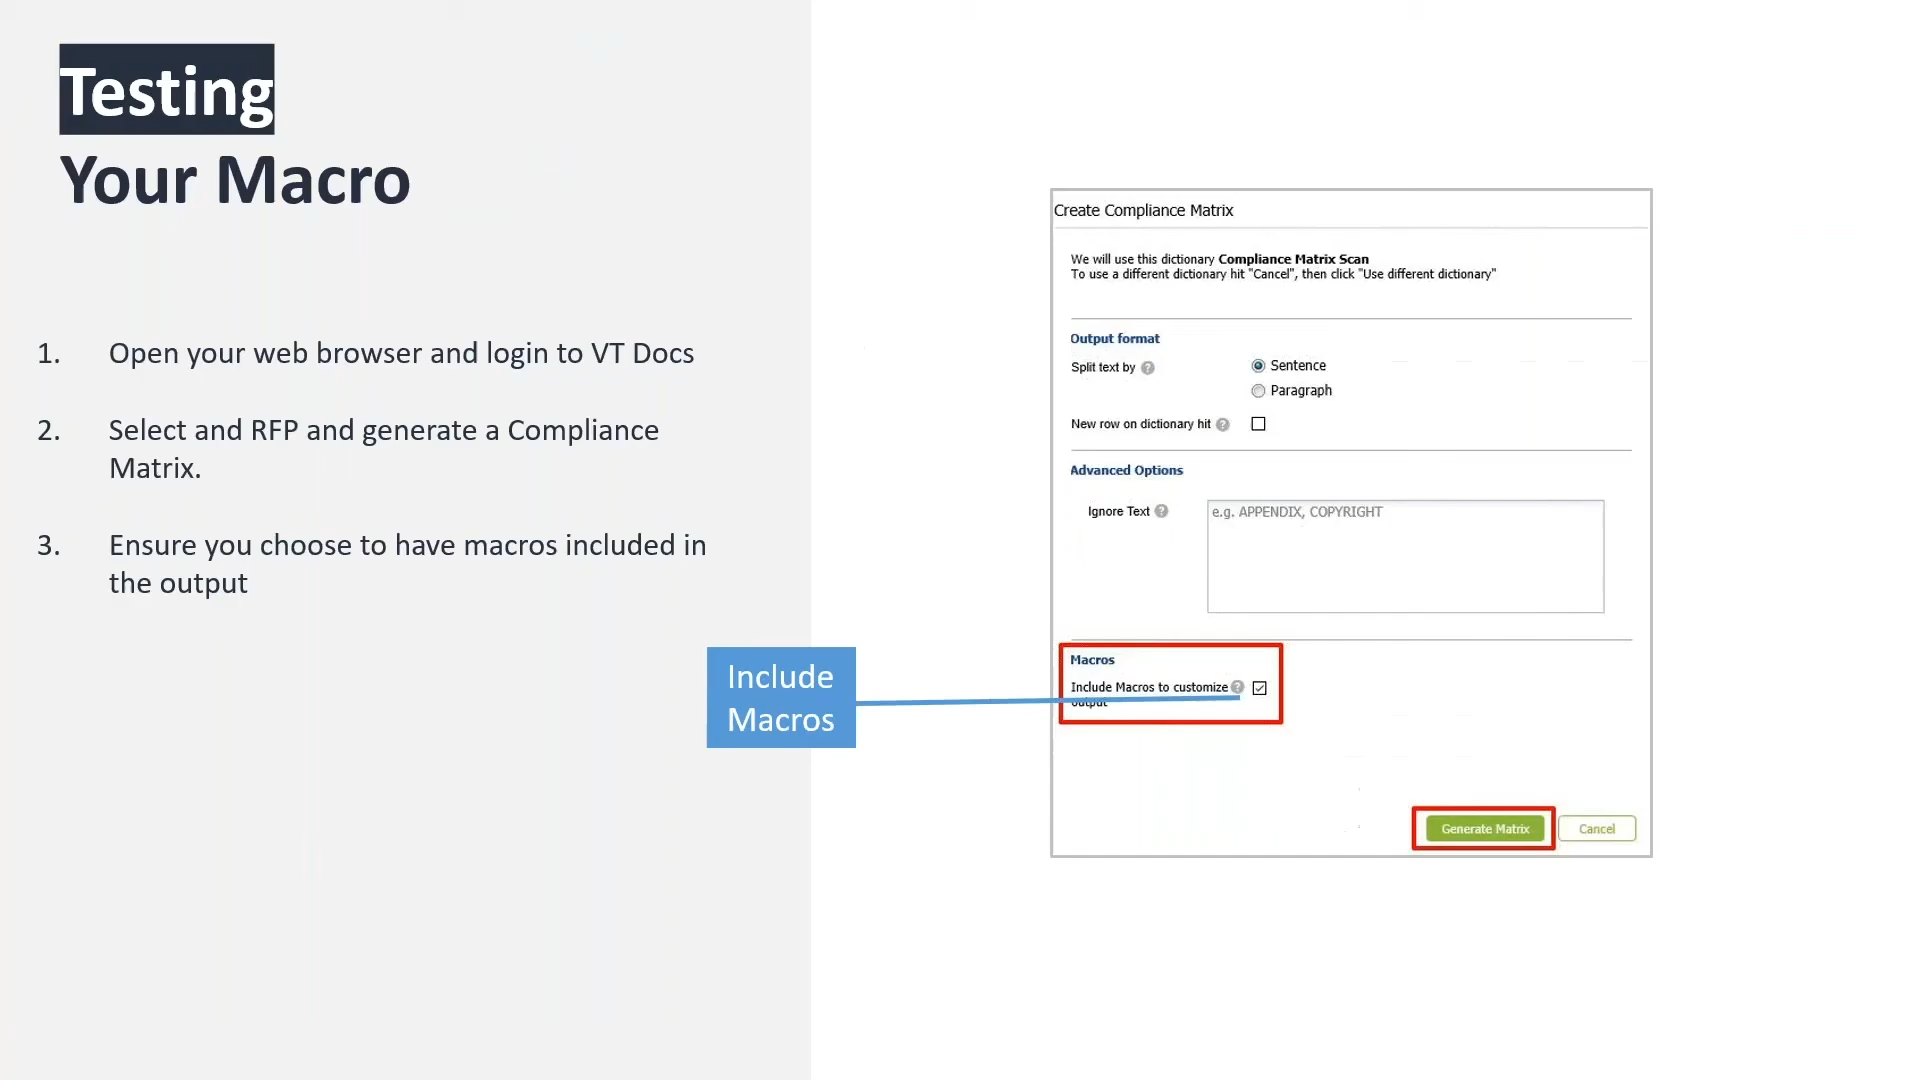 Testing
Your Macro
1. Open your web browser and login to VT Docs
2. Select and RFP and generate a Compliance
Matrix.
3. Ensure you choose to have macros included in
the output
Include
Macros
Create Compliance Matrix
We will use this dictionary Compliance Matrix Scan
To use a different dictionary hit "Cancel", then click "Use different dictionary"
Output format
Split text by ?
Sentence
Paragraph
New row on dictionary hit ?
Advanced Options
Ignore Text ?
e.g. APPENDIX, COPYRIGHT
Macros
Include Macros to customize ?
output
Generate Matrix
Cancel